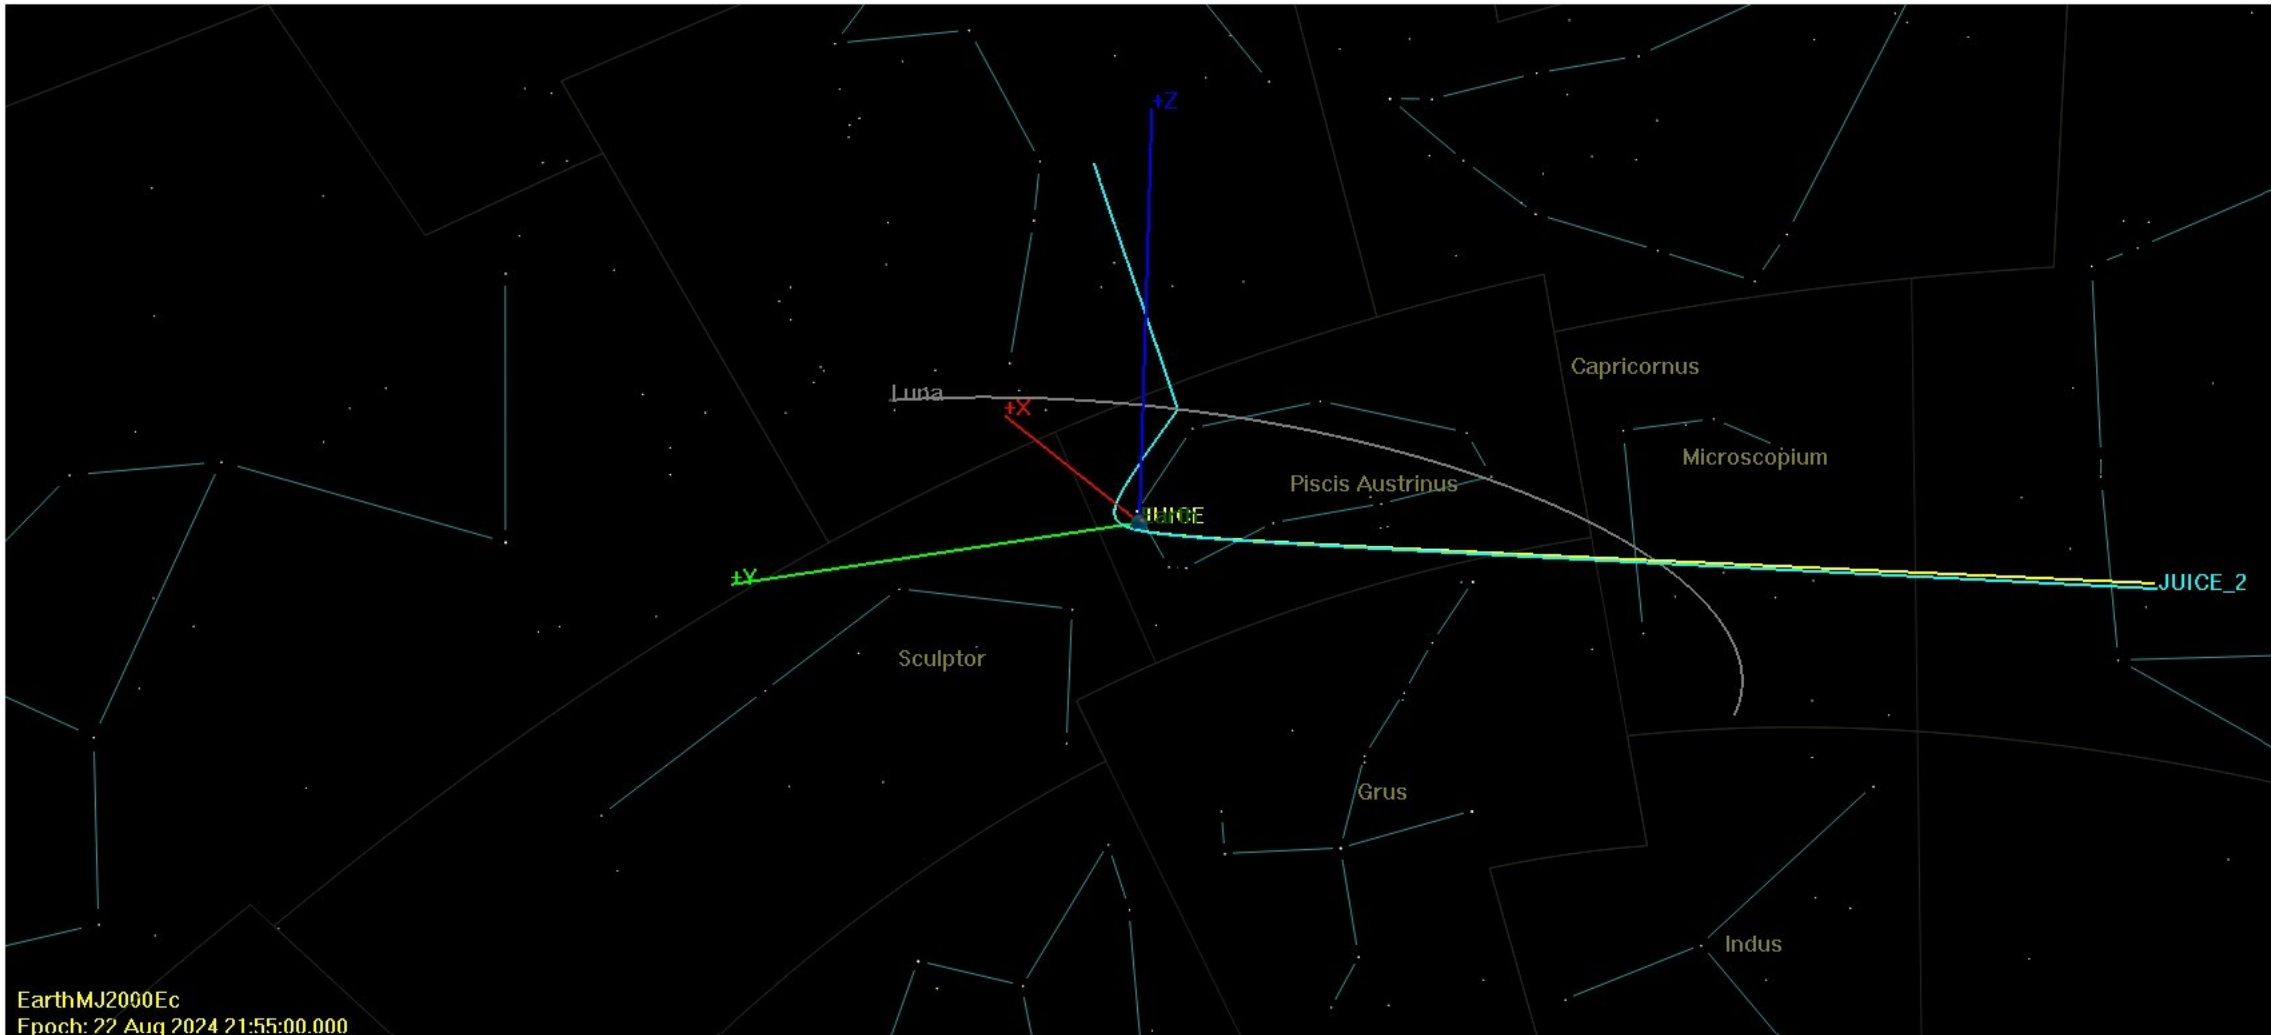 +Z
Capricornus
Luna
+X
Microscopium
Piscis Austrinus
JUICE
+Y
JUICE_2
Sculptor
Grus
Indus
EarthMJ2000Ec
Epoch: 22 Aug 2024 21:55:00.000